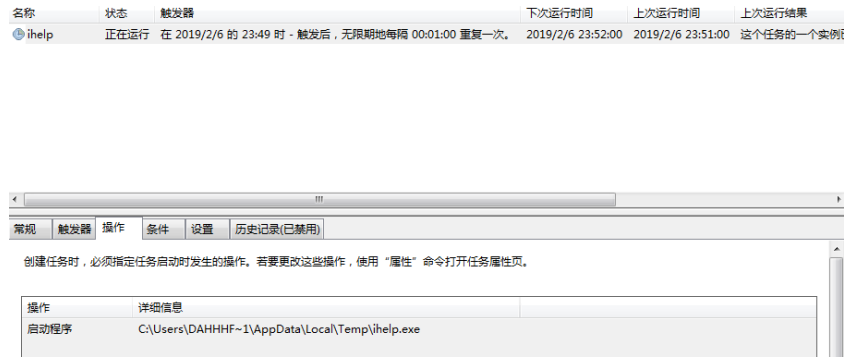 名称 状态 触发器 下次运行时间 上次运行时间 上次运行结果
ihelp 正在运行 在 2019/2/6 的 23:49 时 - 触发后，无限期地每隔 00:01:00 重复一次。 2019/2/6 23:52:00 2019/2/6 23:51:00 这个任务的一个实例
常规 触发器 操作 条件 设置 历史记录(已禁用)
创建任务时，必须指定任务启动时发生的操作。若要更改这些操作，使用“属性”命令打开任务属性页。
操作 详细信息
启动程序 C:\Users\DAHHHF~1\AppData\Local\Temp\ihelp.exe